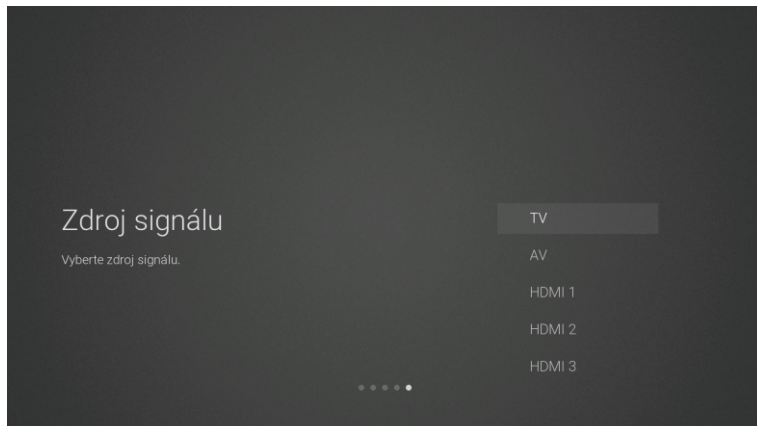 Zdroj signálu
Vyberte zdroj signálu.
TV
AV
HDMI 1
HDMI 2
HDMI 3